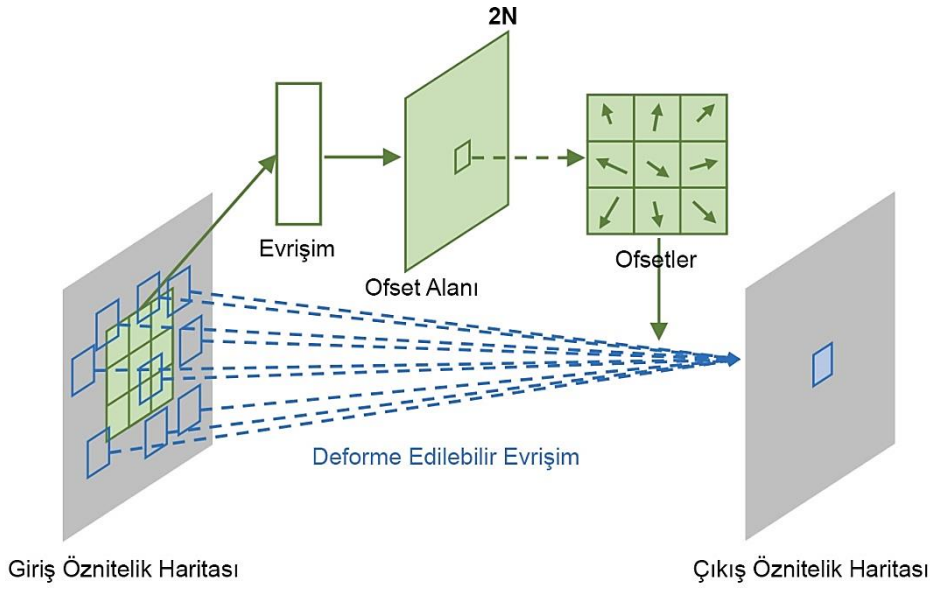 2N
Evrişim
Ofset Alanı
Ofsetler
Deforme Edilebilir Evrişim
Giriş Öznitelik Haritası
Çıkış Öznitelik Haritası